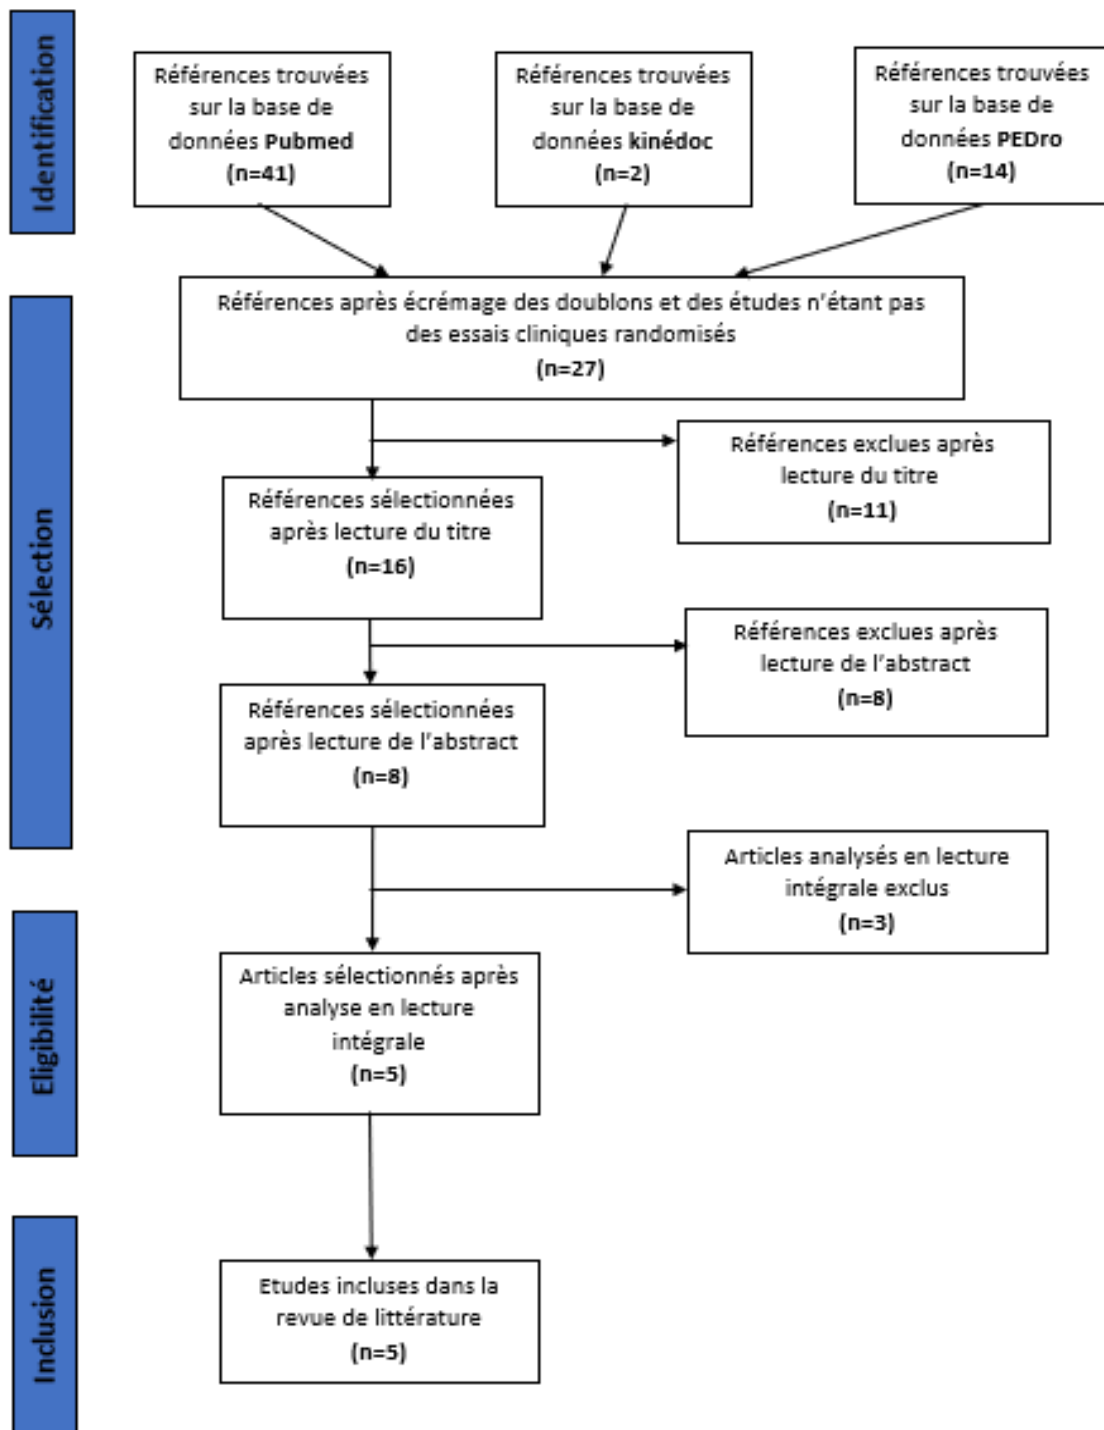 Identification
Références trouvées
sur la base de
données Pubmed
(n=41)
Références trouvées
sur la base de
données kinédoc
(n=2)
Références trouvées
sur la base de
données PEDro
(n=14)
Sélection
Références après écrémage des doublons et des études n'étant pas
des essais cliniques randomisés
(n=27)
Références exclues après
lecture du titre
(n=11)
Références sélectionnées
après lecture du titre
(n=16)
Références exclues après
lecture de l'abstract
(n=8)
Références sélectionnées
après lecture de l'abstract
(n=8)
Articles analysés en lecture
intégrale exclus
(n=3)
Eligibilité
Articles sélectionnés après
analyse en lecture
intégrale
(n=5)
Inclusion
Etudes incluses dans la
revue de littérature
(n=5)